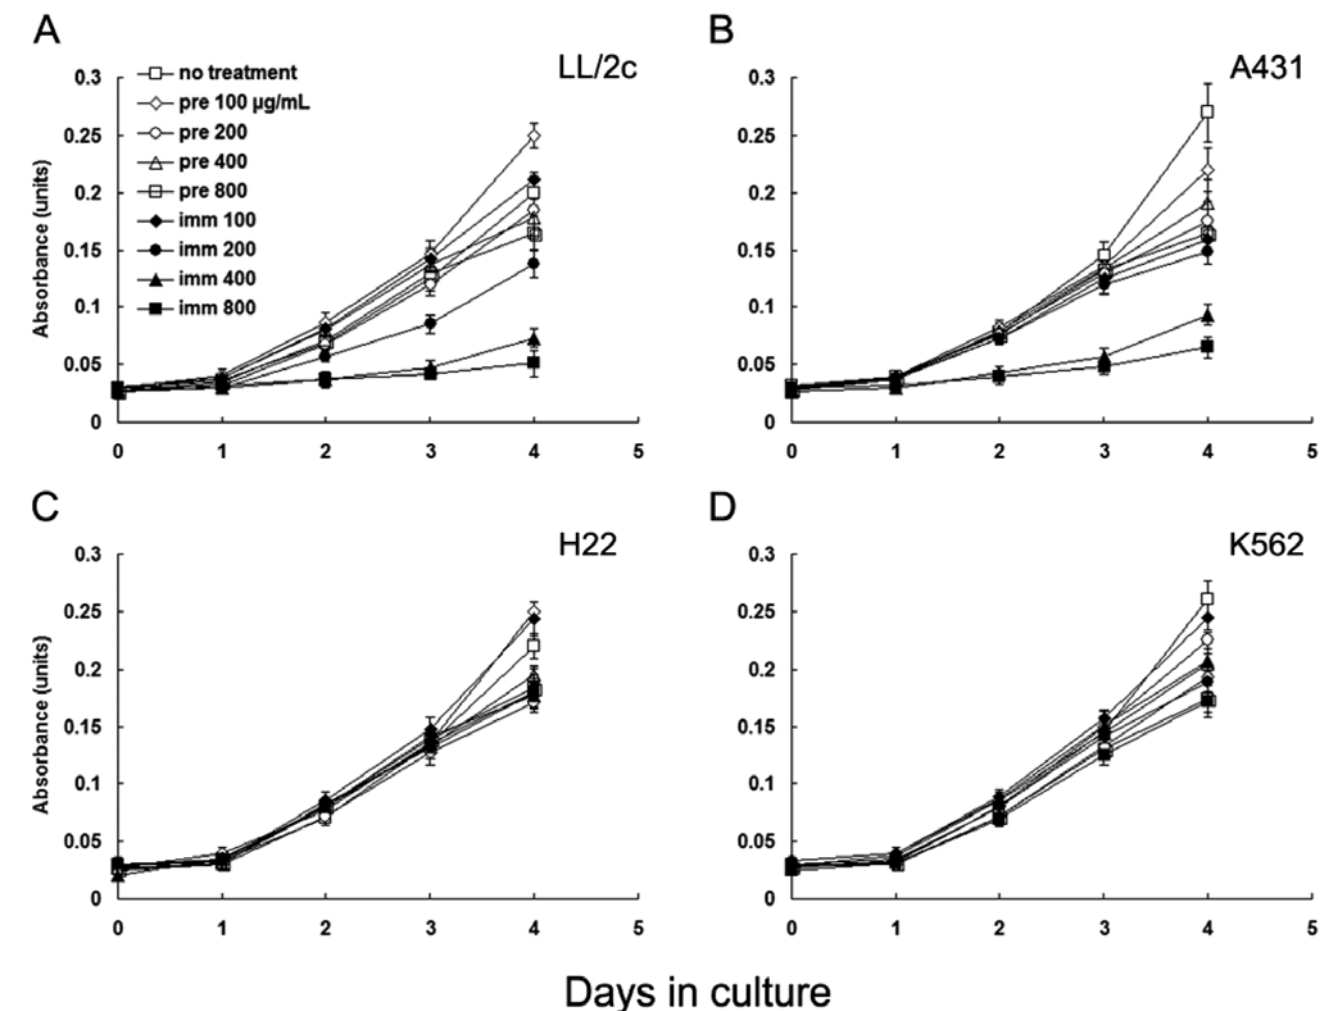 A
LL/2c
0.3
0.25
0.2
0.15
0.1
0.05
0
Absorbance (units)
no treatment
pre 100 µg/mL
pre 200
pre 400
pre 800
imm 100
imm 200
imm 400
imm 800
0 1 2 3 4 5
B
A431
0.3
0.25
0.2
0.15
0.1
0.05
0
0 1 2 3 4 5
C
H22
0.3
0.25
0.2
0.15
0.1
0.05
0
Absorbance (units)
0 1 2 3 4 5
D
K562
0.3
0.25
0.2
0.15
0.1
0.05
0
0 1 2 3 4 5
Days in culture